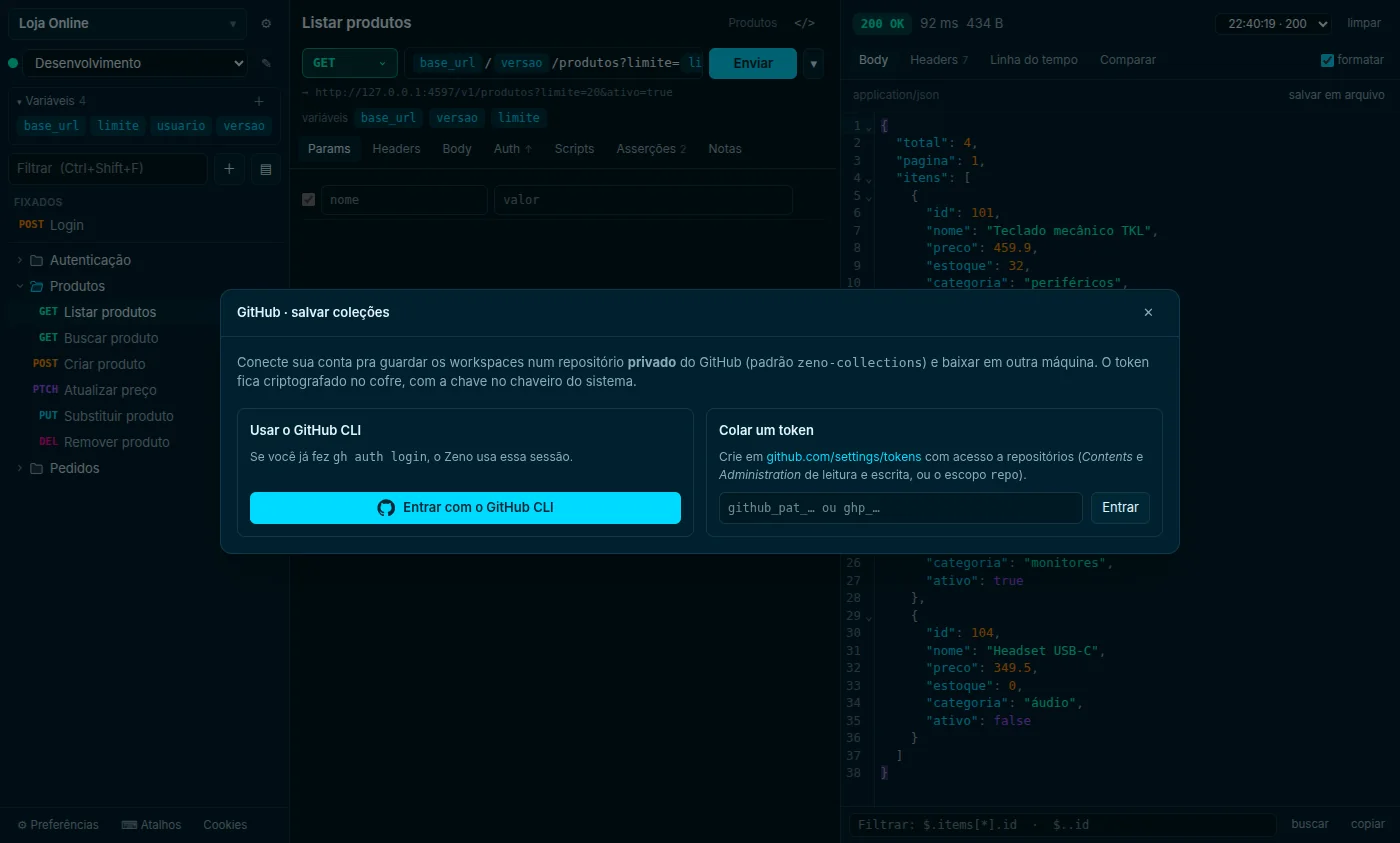 Loja Online
Desenvolvimento
Variáveis 4
base_url limite usuario versao
Filtrar (Ctrl+Shift+F)
FIXADOS
POST Login
Autenticação
Produtos
GET Listar produtos
GET Buscar produto
POST Criar produto
PTCH Atualizar preço
PUT Substituir produto
DEL Remover produto
Pedidos
Preferências Atalhos Cookies
Listar produtos
Produtos </>
GET base_url / versao /produtos?limite= li Enviar
→ http://127.0.0.1:4597/v1/produtos?limite=20&ativo=true
variáveis base_url versao limite
Params Headers Body Auth ↑ Scripts Asserções 2 Notas
nome valor
200 OK 92 ms 434 B 22:40:19 · 200 limpar
Body Headers 7 Linha do tempo Comparar formatar
application/json salvar em arquivo
1 {
2 "total": 4,
3 "pagina": 1,
4 "itens": [
5 {
6 "id": 101,
7 "nome": "Teclado mecânico TKL",
8 "preco": 459.9,
9 "estoque": 32,
10 "categoria": "periféricos",
GitHub · salvar coleções ×
Conecte sua conta pra guardar os workspaces num repositório privado do GitHub (padrão zeno-collections) e baixar em outra máquina. O token
fica criptografado no cofre, com a chave no chaveiro do sistema.
Usar o GitHub CLI
Se você já fez gh auth login, o Zeno usa essa sessão.
Entrar com o GitHub CLI
Colar um token
Crie em github.com/settings/tokens com acesso a repositórios (Contents e
Administration de leitura e escrita, ou o escopo repo).
github_pat_… ou ghp_… Entrar
26 "categoria": "monitores",
27 "ativo": true
28 },
29 {
30 "id": 104,
31 "nome": "Headset USB-C",
32 "preco": 349.5,
33 "estoque": 0,
34 "categoria": "áudio",
35 "ativo": false
36 }
37 ]
38 }
Filtrar: $.items[*].id · $..id buscar copiar